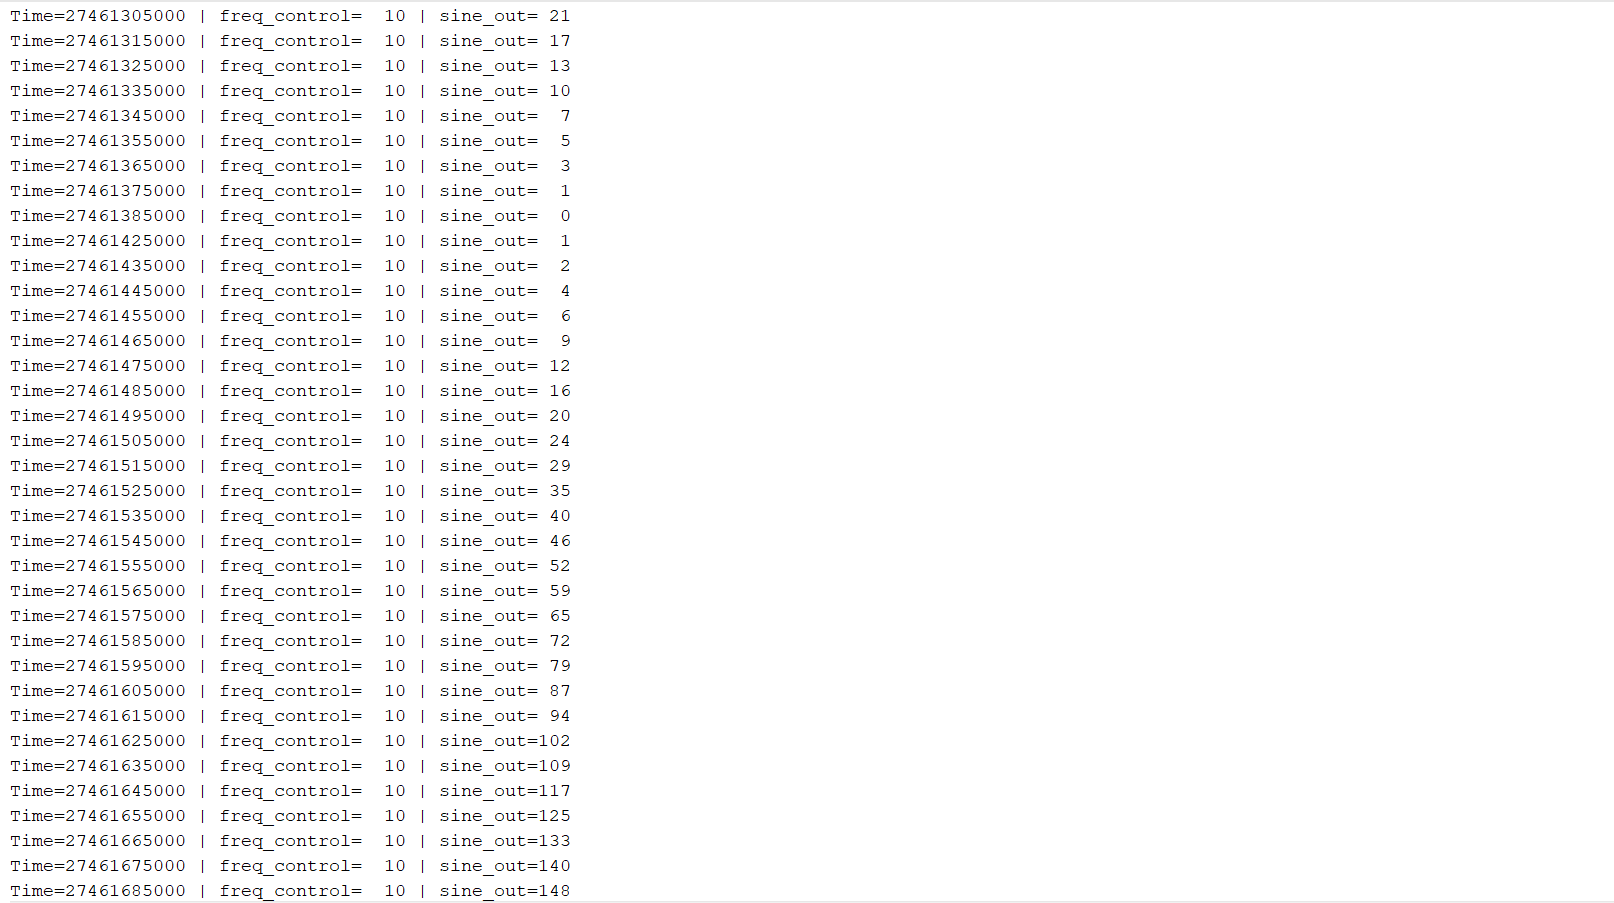 Time=27461305000 | freq_control=  10 | sine_out= 21
Time=27461315000 | freq_control=  10 | sine_out= 17
Time=27461325000 | freq_control=  10 | sine_out= 13
Time=27461335000 | freq_control=  10 | sine_out= 10
Time=27461345000 | freq_control=  10 | sine_out=  7
Time=27461355000 | freq_control=  10 | sine_out=  5
Time=27461365000 | freq_control=  10 | sine_out=  3
Time=27461375000 | freq_control=  10 | sine_out=  1
Time=27461385000 | freq_control=  10 | sine_out=  0
Time=27461425000 | freq_control=  10 | sine_out=  1
Time=27461435000 | freq_control=  10 | sine_out=  2
Time=27461445000 | freq_control=  10 | sine_out=  4
Time=27461455000 | freq_control=  10 | sine_out=  6
Time=27461465000 | freq_control=  10 | sine_out=  9
Time=27461475000 | freq_control=  10 | sine_out= 12
Time=27461485000 | freq_control=  10 | sine_out= 16
Time=27461495000 | freq_control=  10 | sine_out= 20
Time=27461505000 | freq_control=  10 | sine_out= 24
Time=27461515000 | freq_control=  10 | sine_out= 29
Time=27461525000 | freq_control=  10 | sine_out= 35
Time=27461535000 | freq_control=  10 | sine_out= 40
Time=27461545000 | freq_control=  10 | sine_out= 46
Time=27461555000 | freq_control=  10 | sine_out= 52
Time=27461565000 | freq_control=  10 | sine_out= 59
Time=27461575000 | freq_control=  10 | sine_out= 65
Time=27461585000 | freq_control=  10 | sine_out= 72
Time=27461595000 | freq_control=  10 | sine_out= 79
Time=27461605000 | freq_control=  10 | sine_out= 87
Time=27461615000 | freq_control=  10 | sine_out= 94
Time=27461625000 | freq_control=  10 | sine_out=102
Time=27461635000 | freq_control=  10 | sine_out=109
Time=27461645000 | freq_control=  10 | sine_out=117
Time=27461655000 | freq_control=  10 | sine_out=125
Time=27461665000 | freq_control=  10 | sine_out=133
Time=27461675000 | freq_control=  10 | sine_out=140
Time=27461685000 | freq_control=  10 | sine_out=148